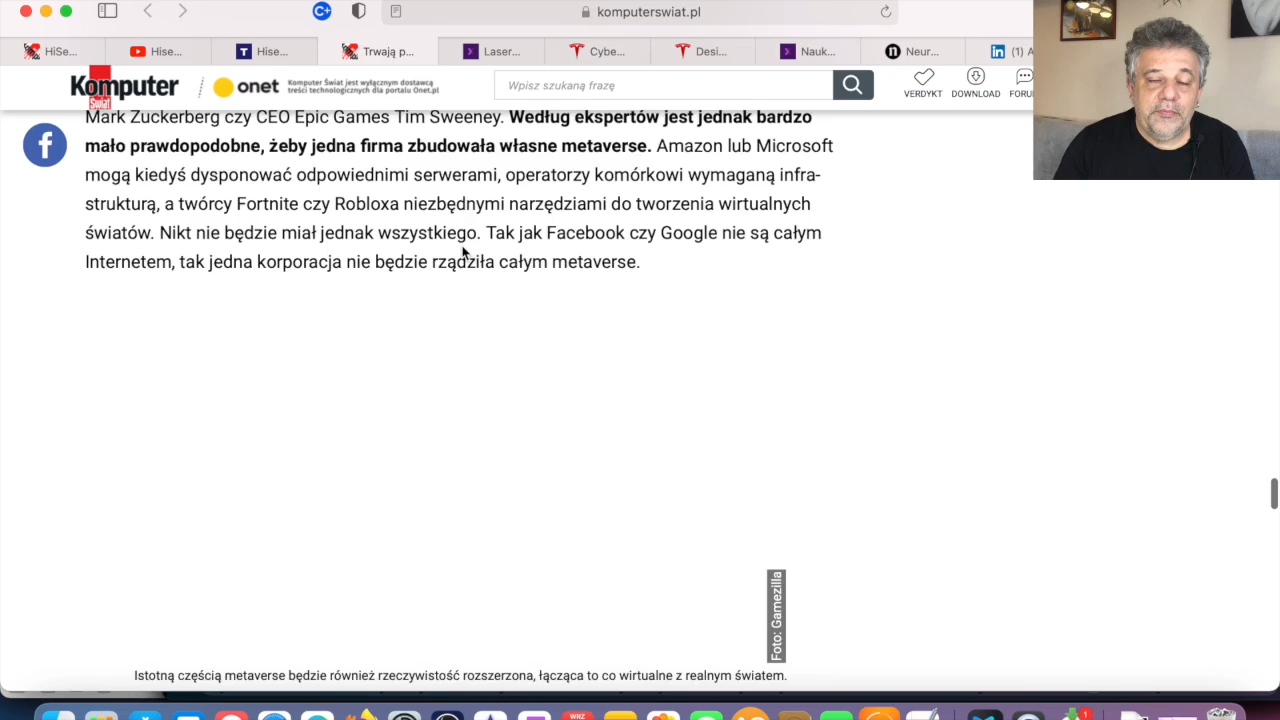 komputerswiat.pl
HiSe...
Hise...
Hise...
Trwają p...
Laser...
Cybe...
Desi...
Nauk...
Neur...
(1) A
Komputer
Świat
onet
Komputer Świat jest wyłącznym dostawcą
treści technologicznych dla portalu Onet.pl
Wpisz szukaną frazę
VERDYKT
DOWNLOAD
FORU
Mark Zuckerberg czy CEO Epic Games Tim Sweeney. Według ekspertów jest jednak bardzo
mało prawdopodobne, żeby jedna firma zbudowała własne metaverse. Amazon lub Microsoft
mogą kiedyś dysponować odpowiednimi serwerami, operatorzy komórkowi wymaganą infra-
strukturą, a twórcy Fortnite czy Robloxa niezbędnymi narzędziami do tworzenia wirtualnych
światów. Nikt nie będzie miał jednak wszystkiego. Tak jak Facebook czy Google nie są całym
Internetem, tak jedna korporacja nie będzie rządziła całym metaverse.
Foto: Gamezilla
Istotną częścią metaverse będzie również rzeczywistość rozszerzona, łącząca to co wirtualne z realnym światem.
WRZ
1